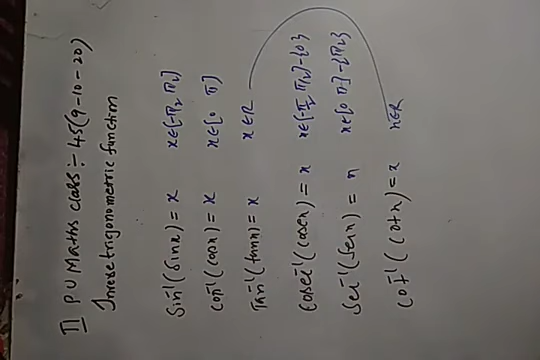 II PU Maths class:- 45(9-10-20)
Inverse trigonometric function
Sin⁻¹(Sinx) = x x∈[-π/2 π/2]
Cos⁻¹(cosx) = x x∈[0 π]
Tan⁻¹(tanx) = x x∈R
Cosec⁻¹(cosecx) = x x∈[-π/2 π/2]-{0}
Sec⁻¹(Secx) = x x∈[0 π]-{π/2}
Cot⁻¹(cotx) = x x∈R